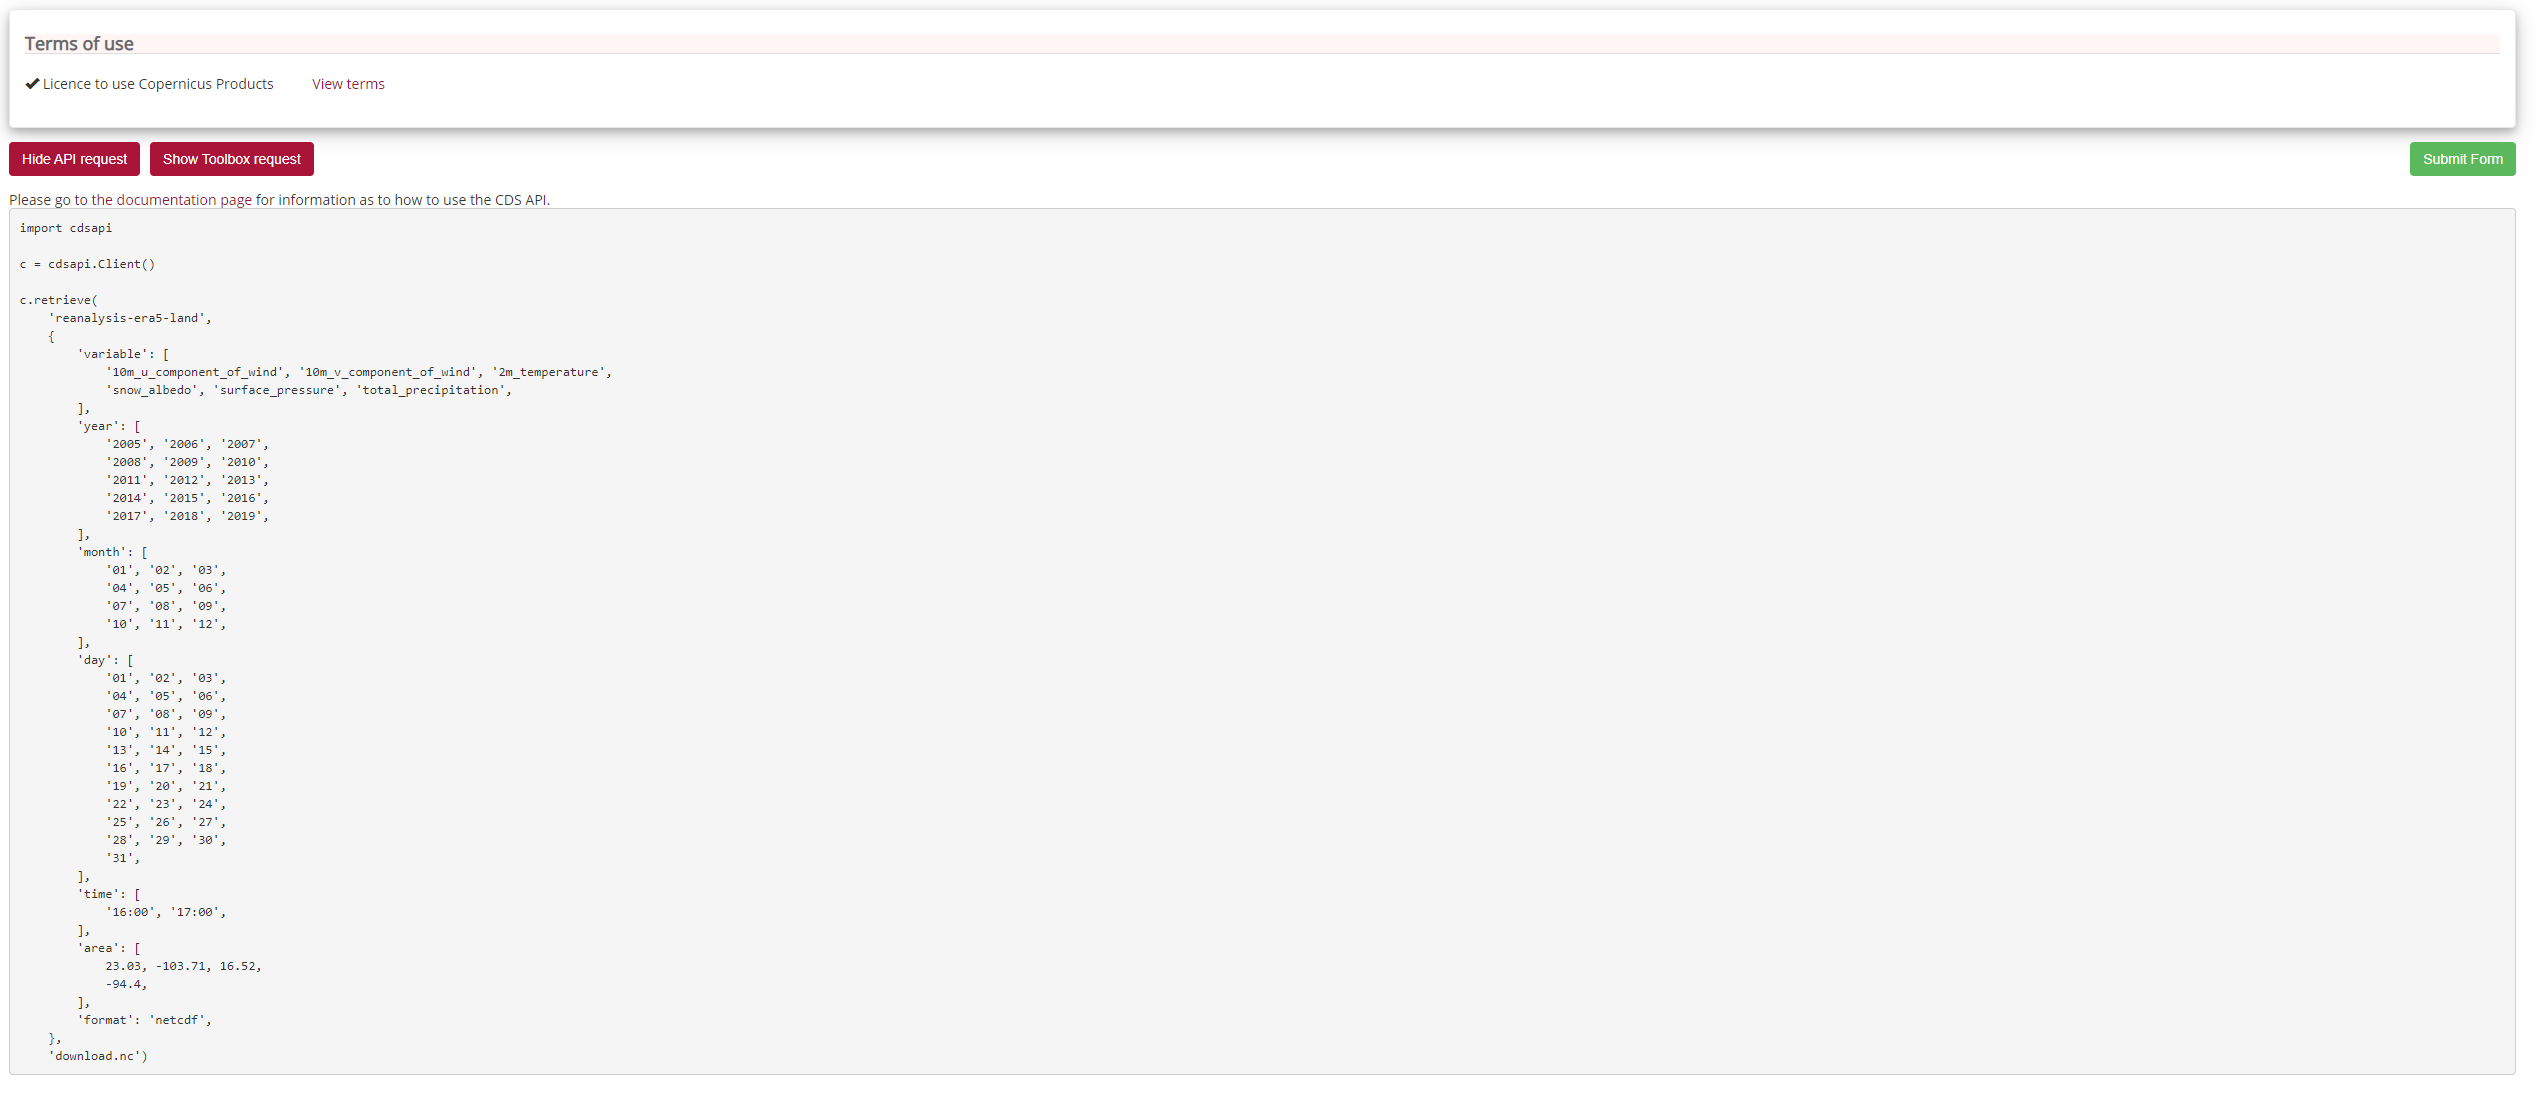 Terms of use
Licence to use Copernicus Products View terms
Hide API request Show Toolbox request Submit Form
Please go to the documentation page for information as to how to use the CDS API.
import cdsapi
c = cdsapi.Client()
c.retrieve(
    'reanalysis-era5-land',
    {
        'variable': [
            '10m_u_component_of_wind', '10m_v_component_of_wind', '2m_temperature',
            'snow_albedo', 'surface_pressure', 'total_precipitation',
        ],
        'year': [
            '2005', '2006', '2007',
            '2008', '2009', '2010',
            '2011', '2012', '2013',
            '2014', '2015', '2016',
            '2017', '2018', '2019',
        ],
        'month': [
            '01', '02', '03',
            '04', '05', '06',
            '07', '08', '09',
            '10', '11', '12',
        ],
        'day': [
            '01', '02', '03',
            '04', '05', '06',
            '07', '08', '09',
            '10', '11', '12',
            '13', '14', '15',
            '16', '17', '18',
            '19', '20', '21',
            '22', '23', '24',
            '25', '26', '27',
            '28', '29', '30',
            '31',
        ],
        'time': [
            '16:00', '17:00',
        ],
        'area': [
            23.03, -103.71, 16.52,
            -94.4,
        ],
        'format': 'netcdf',
    },
    'download.nc')